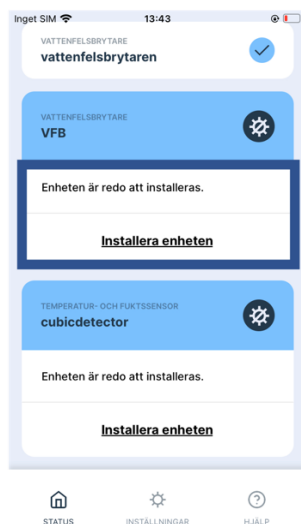 Inget SIM 13:43
VATTENFELSBRYTARE
vattenfelsbrytaren
VATTENFELSBRYTARE
VFB
Enheten är redo att installeras.
Installera enheten
TEMPERATUR- OCH FUKTSSENSOR
cubicdetector
Enheten är redo att installeras.
Installera enheten
STATUS INSTÄLLNINGAR HJÄLP